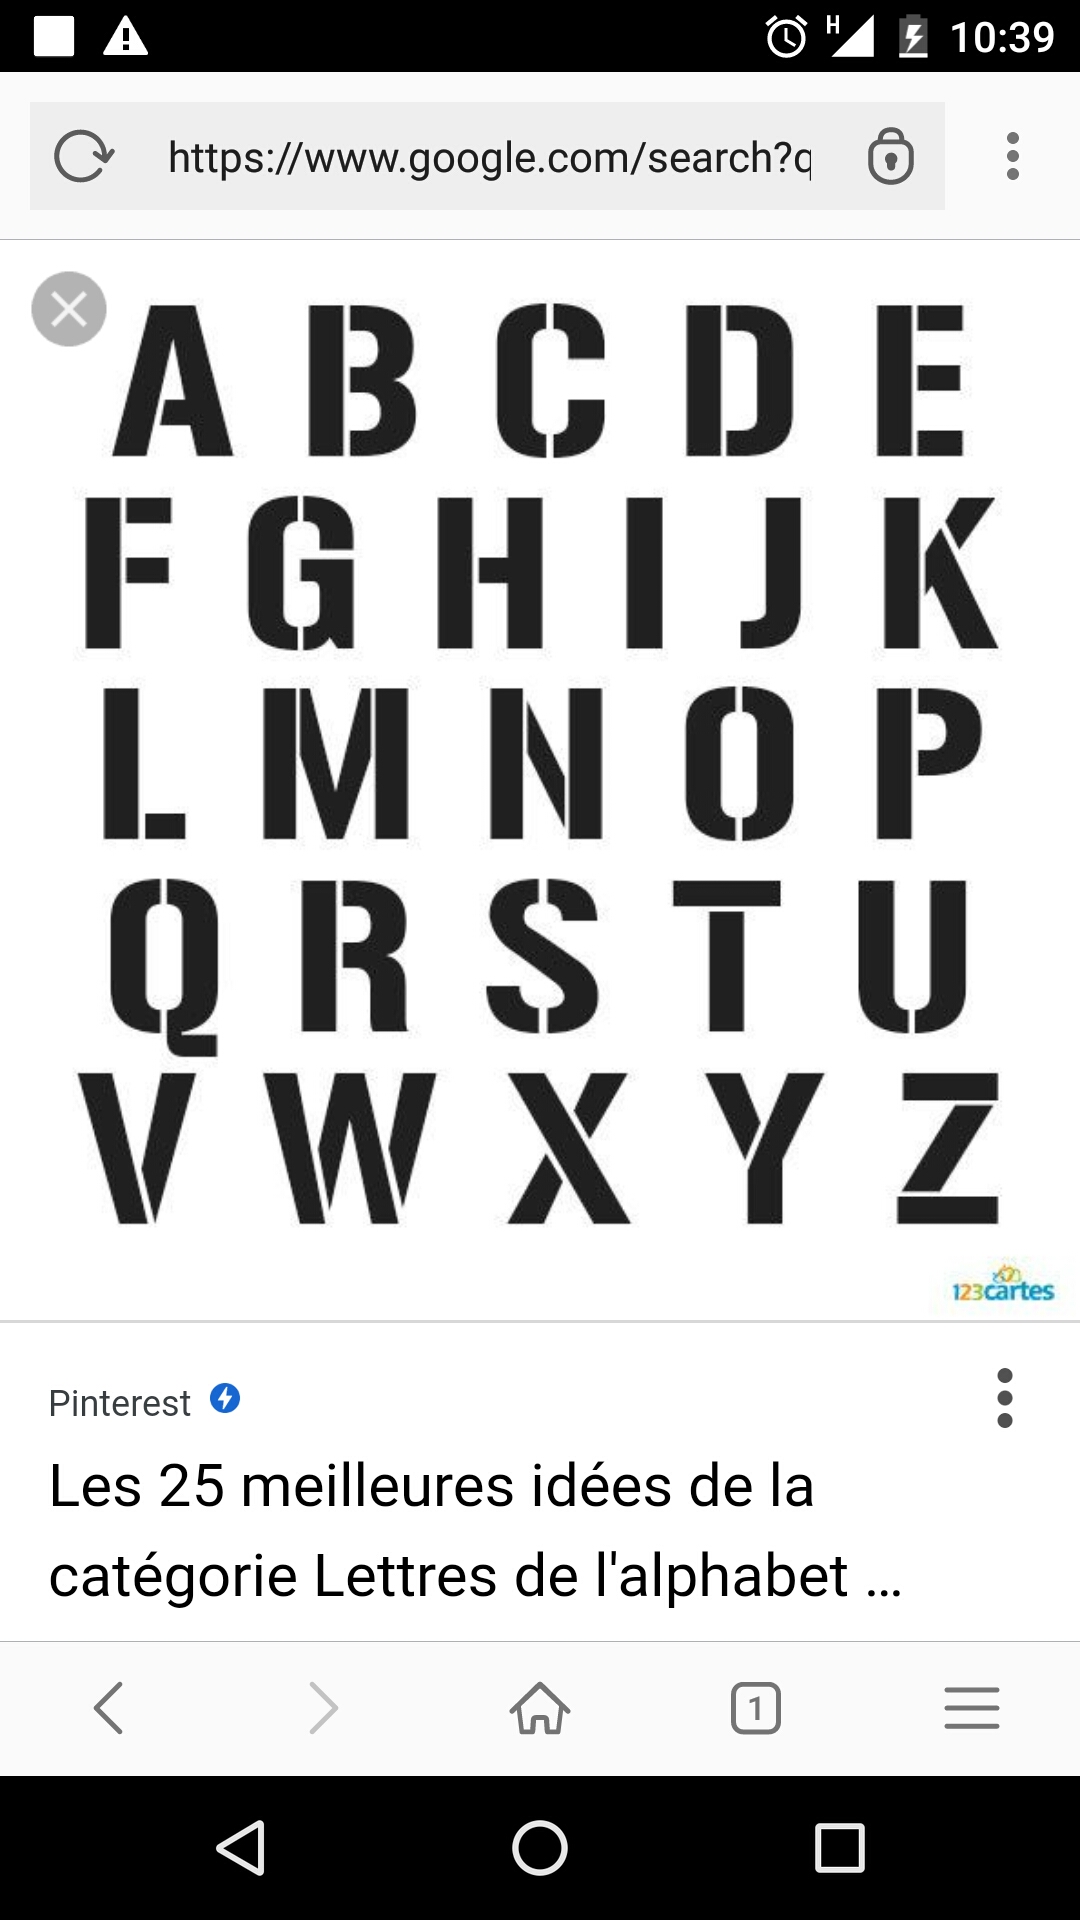 H 10:39
https://www.google.com/search?q
A B C D E
F G H I J K
L M N O P
Q R S T U
V W X Y Z
123cartes
Pinterest
Les 25 meilleures idées de la
catégorie Lettres de l'alphabet ...
1